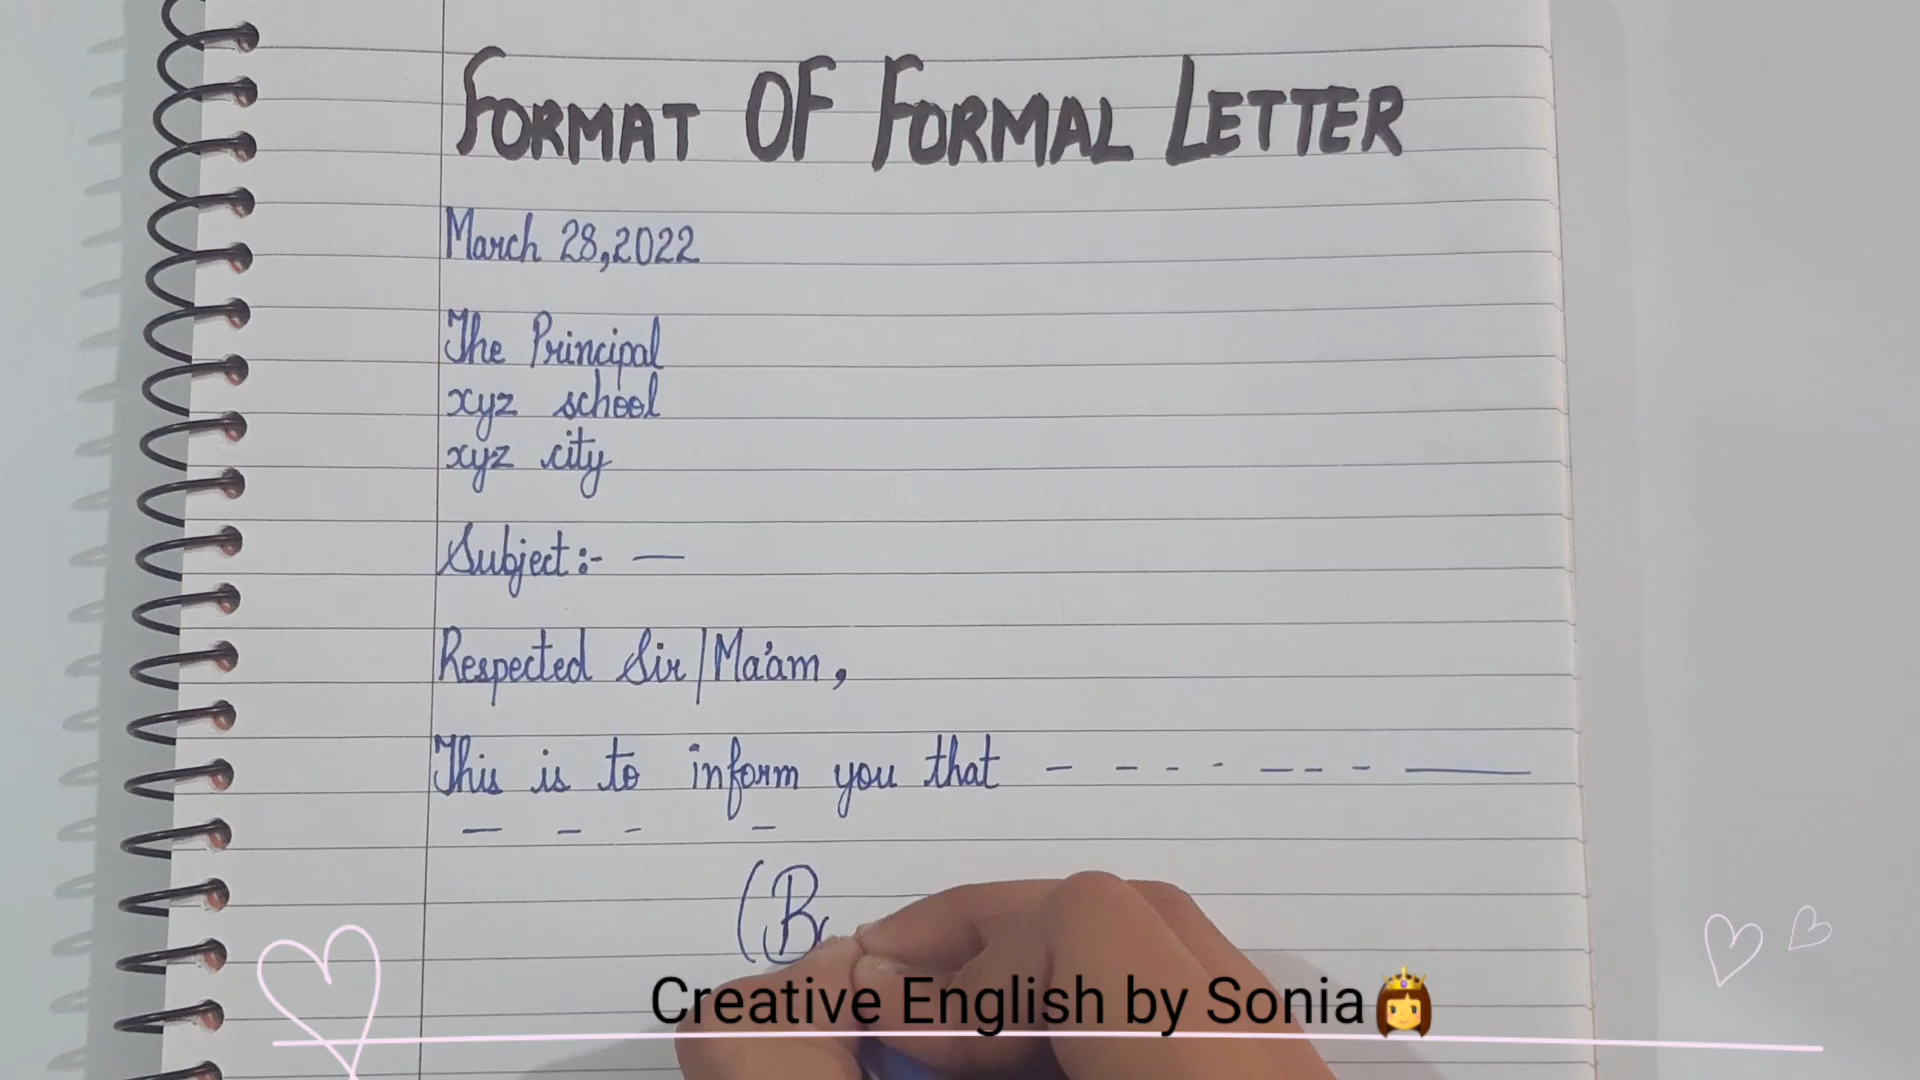 FORMAT OF FORMAL LETTER
March 28,2022
The Principal
xyz school
xyz city
Subject:- —
Respected Sir/Ma'am,
This is to inform you that - - - - - - - —
- - - -
(B
Creative English by Sonia👸